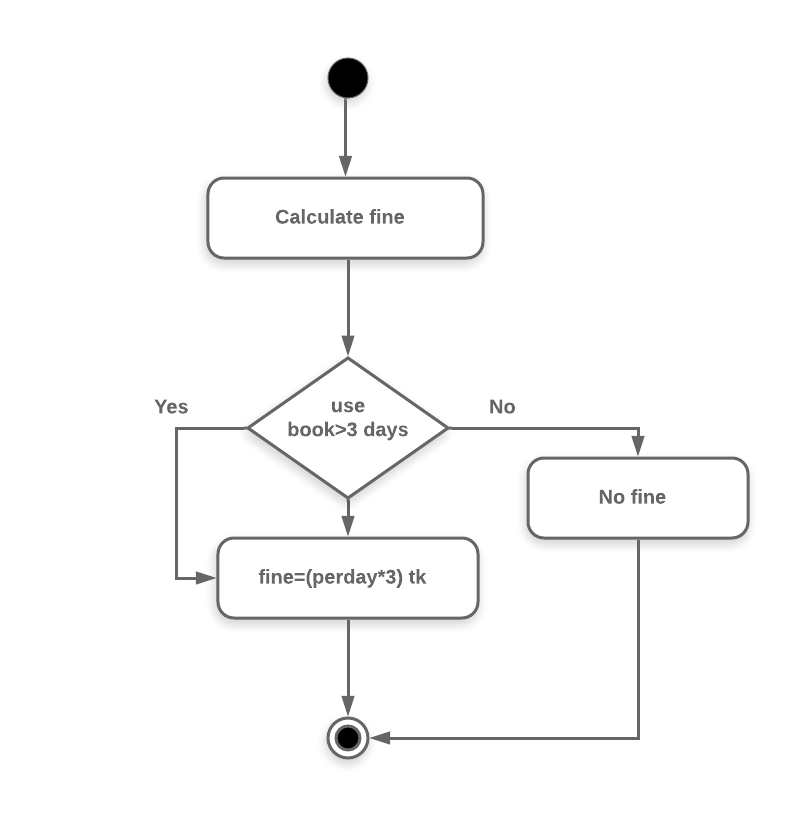 Calculate fine
use
book>3 days
Yes
No
No fine
fine=(perday*3) tk